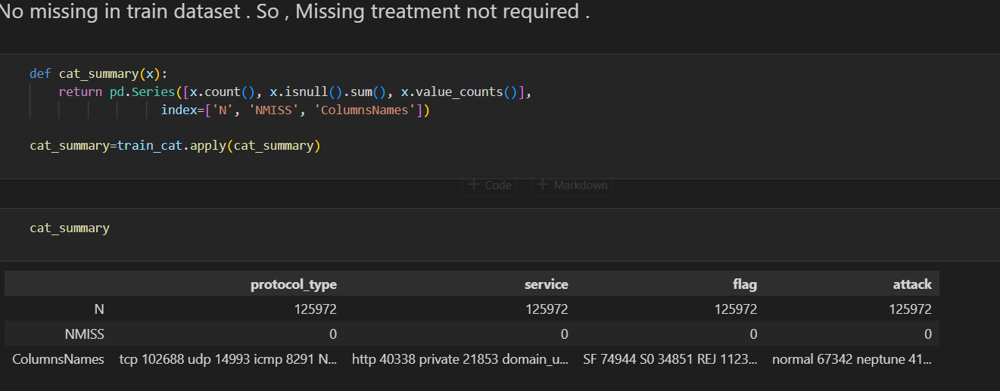 No missing in train dataset . So , Missing treatment not required .
def cat_summary(x):
return pd.Series([x.count(), x.isnull().sum(), x.value_counts()],
index=['N', 'NMISS', 'ColumnsNames'])
cat_summary=train_cat.apply(cat_summary)
+ Code + Markdown
cat_summary
protocol_type service flag attack
N 125972 125972 125972 125972
NMISS 0 0 0 0
ColumnsNames tcp 102688 udp 14993 icmp 8291 N... http 40338 private 21853 domain_u... SF 74944 S0 34851 REJ 1123... normal 67342 neptune 41...